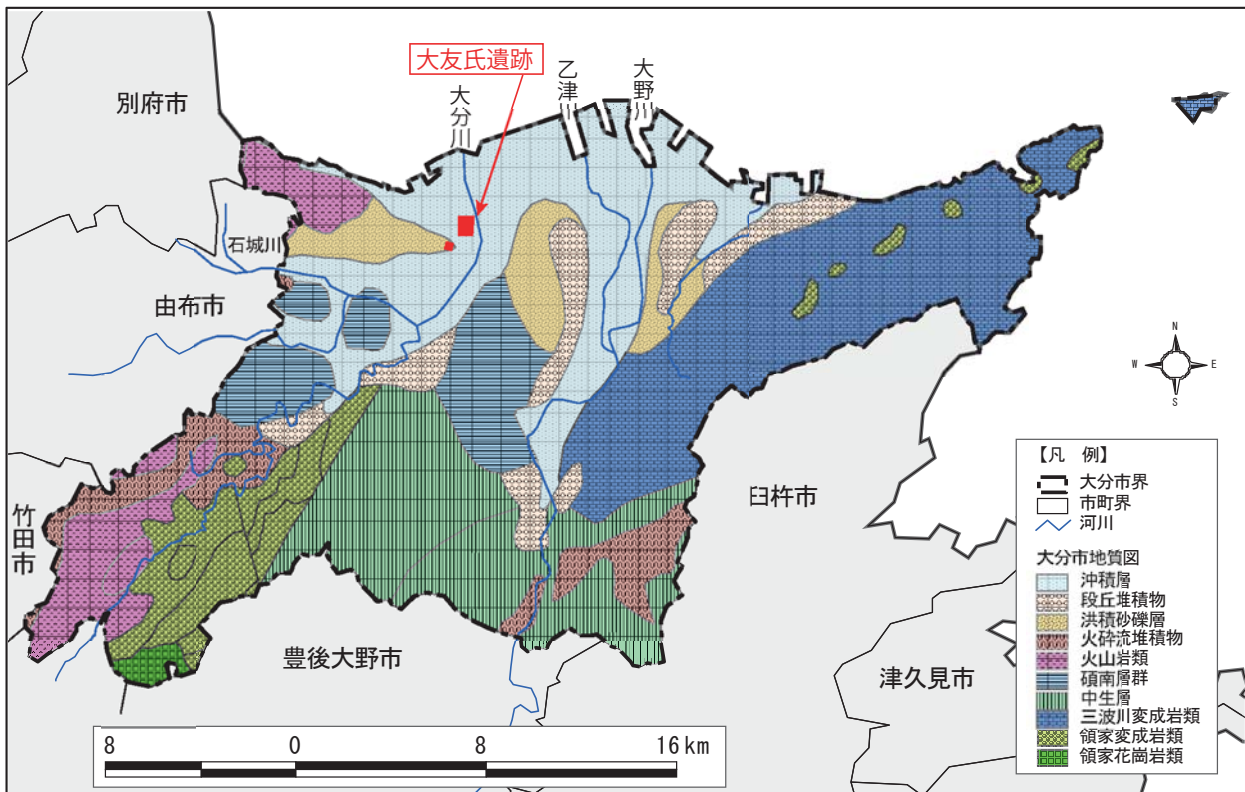 大友氏遺跡
大分川
乙津川
大野川
別府市
石城川
由布市
竹田市
臼杵市
豊後大野市
津久見市
N
W E
S
【凡 例】
大分市界
市町界
河川
大分市地質図
沖積層
段丘堆積物
洪積砂礫層
火砕流堆積物
火山岩類
碩南層群
中生層
三波川変成岩類
領家変成岩類
領家花崗岩類
8 0 8 16km